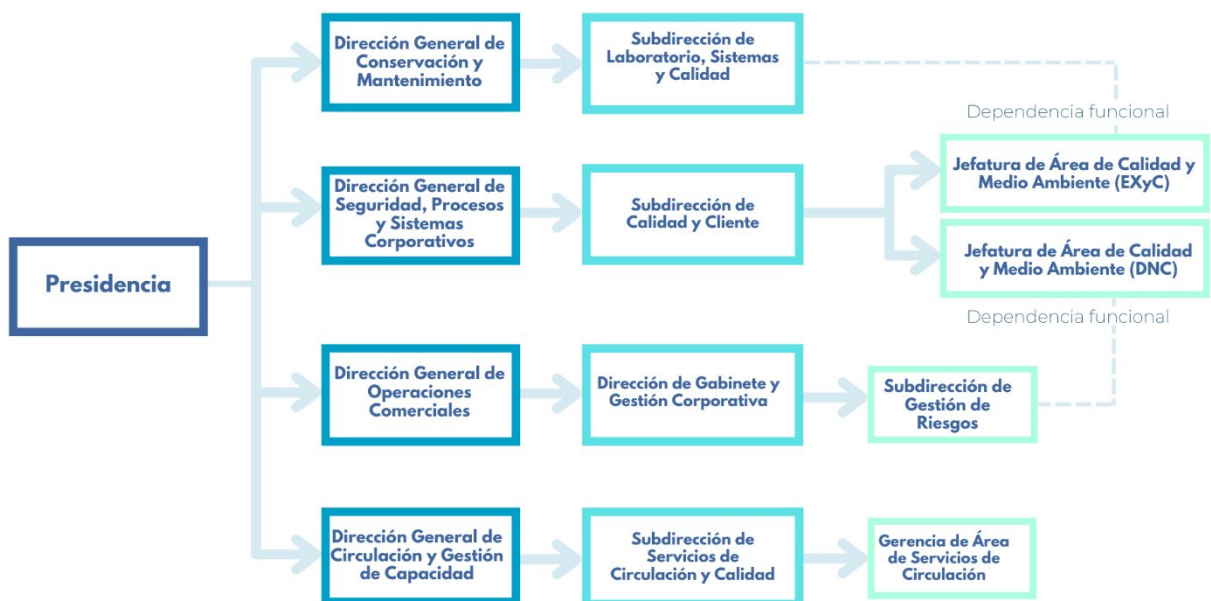 Presidencia
Dirección General de
Conservación y
Mantenimiento
Subdirección de
Laboratorio, Sistemas
y Calidad
Dependencia funcional
Dirección General de
Seguridad, Procesos
y Sistemas
Corporativos
Subdirección de
Calidad y Cliente
Jefatura de Área de Calidad y
Medio Ambiente (EXyC)
Jefatura de Área de Calidad
y Medio Ambiente (DNC)
Dependencia funcional
Dirección General de
Operaciones
Comerciales
Dirección de Gabinete y
Gestión Corporativa
Subdirección de
Gestión de
Riesgos
Dirección General de
Circulación y Gestión
de Capacidad
Subdirección de
Servicios de
Circulación y Calidad
Gerencia de Área
de Servicios de
Circulación